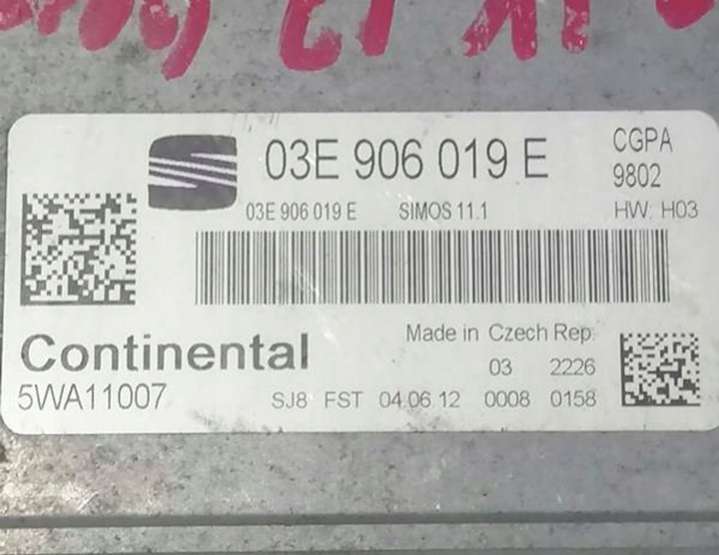 03E 906 019 E
CGPA
9802
03E 906 019 E SIMOS 11.1
HW: H03
Continental
Made in Czech Rep.
03 2226
5WA11007
SJ8 FST 04.06.12 0008 0158